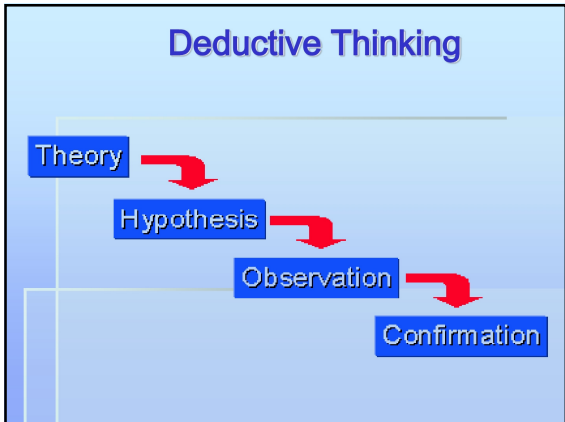 Deductive Thinking
Theory
Hypothesis
Observation
Confirmation